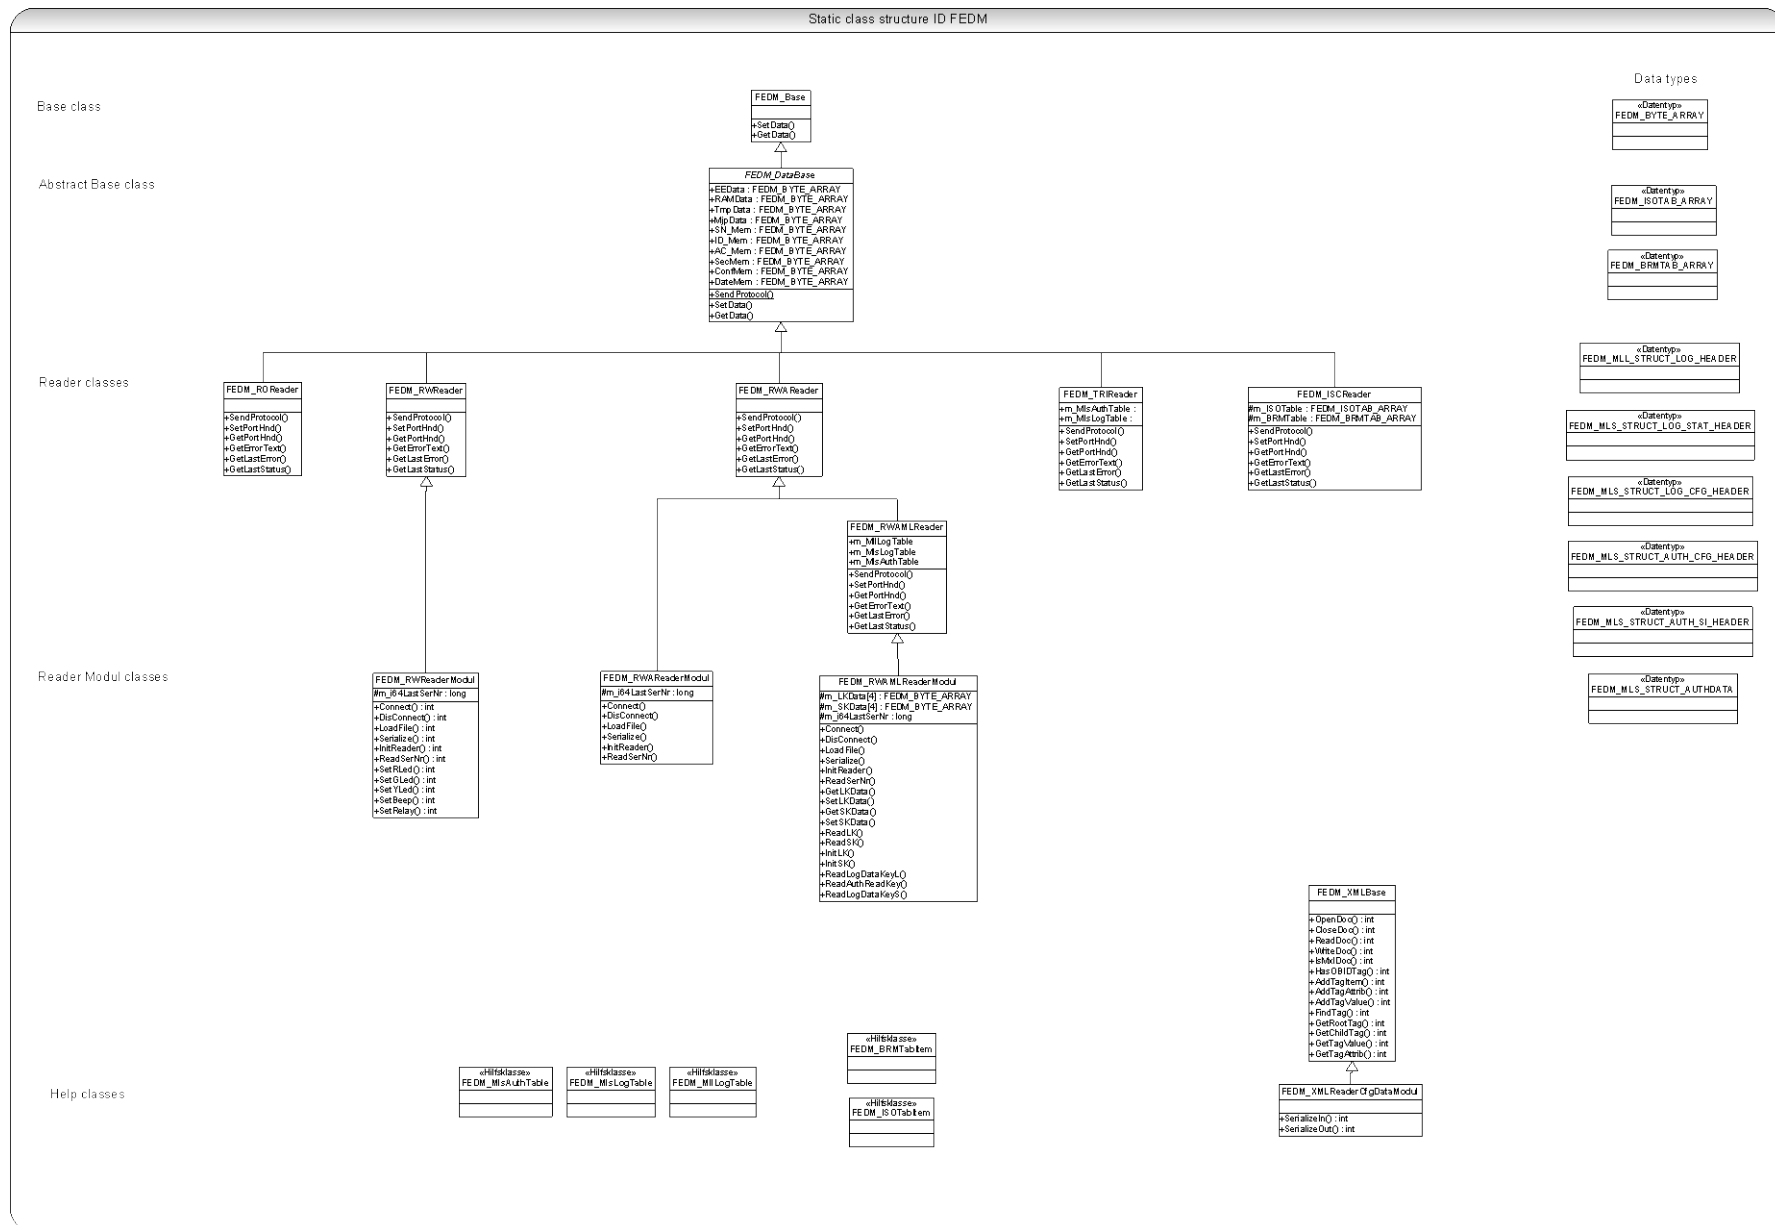 Static class structure ID FEDM
Base class
FEDM_Base
+SetData()
+GetData()
Abstract Base class
FEDM_DataBase
+EEData : FEDM_BYTE_ARRAY
+RAMData : FEDM_BYTE_ARRAY
+TmpData : FEDM_BYTE_ARRAY
+MjpData : FEDM_BYTE_ARRAY
+SN_Mem : FEDM_BYTE_ARRAY
+ID_Mem : FEDM_BYTE_ARRAY
+AC_Mem : FEDM_BYTE_ARRAY
+SecMem : FEDM_BYTE_ARRAY
+ConfMem : FEDM_BYTE_ARRAY
+DateMem : FEDM_BYTE_ARRAY
+SendProtocol()
+SetData()
+GetData()
Reader classes
FEDM_ROReader
+SendProtocol()
+SetPortHnd()
+GetPortHnd()
+GetErrorText()
+GetLastError()
+GetLastStatus()
FEDM_RWReader
+SendProtocol()
+SetPortHnd()
+GetPortHnd()
+GetErrorText()
+GetLastError()
+GetLastStatus()
FEDM_RWAReader
+SendProtocol()
+SetPortHnd()
+GetPortHnd()
+GetErrorText()
+GetLastError()
+GetLastStatus()
FEDM_TRIReader
+m_MlsAuthTable :
+m_MlsLogTable :
+SendProtocol()
+SetPortHnd()
+GetPortHnd()
+GetErrorText()
+GetLastError()
+GetLastStatus()
FEDM_ISCReader
#m_ISOTable : FEDM_ISOTAB_ARRAY
#m_BRMTable : FEDM_BRMTAB_ARRAY
+SendProtocol()
+SetPortHnd()
+GetPortHnd()
+GetErrorText()
+GetLastError()
+GetLastStatus()
FEDM_RWAMLReader
+m_MllLogTable
+m_MlsLogTable
+m_MlsAuthTable
+SendProtocol()
+SetPortHnd()
+GetPortHnd()
+GetErrorText()
+GetLastError()
+GetLastStatus()
Reader Modul classes
FEDM_RWReaderModul
#m_i64LastSerNr : long
+Connect() : int
+DisConnect() : int
+LoadFile() : int
+Serialize() : int
+InitReader() : int
+ReadSerNr() : int
+SetRLed() : int
+SetGLed() : int
+SetYLed() : int
+SetBeep() : int
+SetRelay() : int
FEDM_RWAReaderModul
#m_i64LastSerNr : long
+Connect()
+DisConnect()
+LoadFile()
+Serialize()
+InitReader()
+ReadSerNr()
FEDM_RWAMLReaderModul
#m_LKData[4] : FEDM_BYTE_ARRAY
#m_SKData[4] : FEDM_BYTE_ARRAY
#m_i64LastSerNr : long
+Connect()
+DisConnect()
+LoadFile()
+Serialize()
+InitReader()
+ReadSerNr()
+GetLKData()
+SetLKData()
+GetSKData()
+SetSKData()
+ReadLK()
+ReadSK()
+InitLK()
+InitSK()
+ReadLogDataKeyL()
+ReadAuthReadKey()
+ReadLogDataKeyS()
FEDM_XMLBase
+OpenDoc() : int
+CloseDoc() : int
+ReadDoc() : int
+WriteDoc() : int
+IsMxlDoc() : int
+HasOBIDTag() : int
+AddTagItem() : int
+AddTagAttrib() : int
+AddTagValue() : int
+FindTag() : int
+GetRootTag() : int
+GetChildTag() : int
+GetTagValue() : int
+GetTagAttrib() : int
FEDM_XMLReaderCfgDataModul
+SerializeIn() : int
+SerializeOut() : int
Help classes
«Hilfsklasse»
FEDM_MlsAuthTable
«Hilfsklasse»
FEDM_MlsLogTable
«Hilfsklasse»
FEDM_MllLogTable
«Hilfsklasse»
FEDM_BRMTabItem
«Hilfsklasse»
FEDM_ISOTabItem
Data types
«Datentyp»
FEDM_BYTE_ARRAY
«Datentyp»
FEDM_ISOTAB_ARRAY
«Datentyp»
FEDM_BRMTAB_ARRAY
«Datentyp»
FEDM_MLL_STRUCT_LOG_HEADER
«Datentyp»
FEDM_MLS_STRUCT_LOG_STAT_HEADER
«Datentyp»
FEDM_MLS_STRUCT_LOG_CFG_HEADER
«Datentyp»
FEDM_MLS_STRUCT_AUTH_CFG_HEADER
«Datentyp»
FEDM_MLS_STRUCT_AUTH_SI_HEADER
«Datentyp»
FEDM_MLS_STRUCT_AUTHDATA